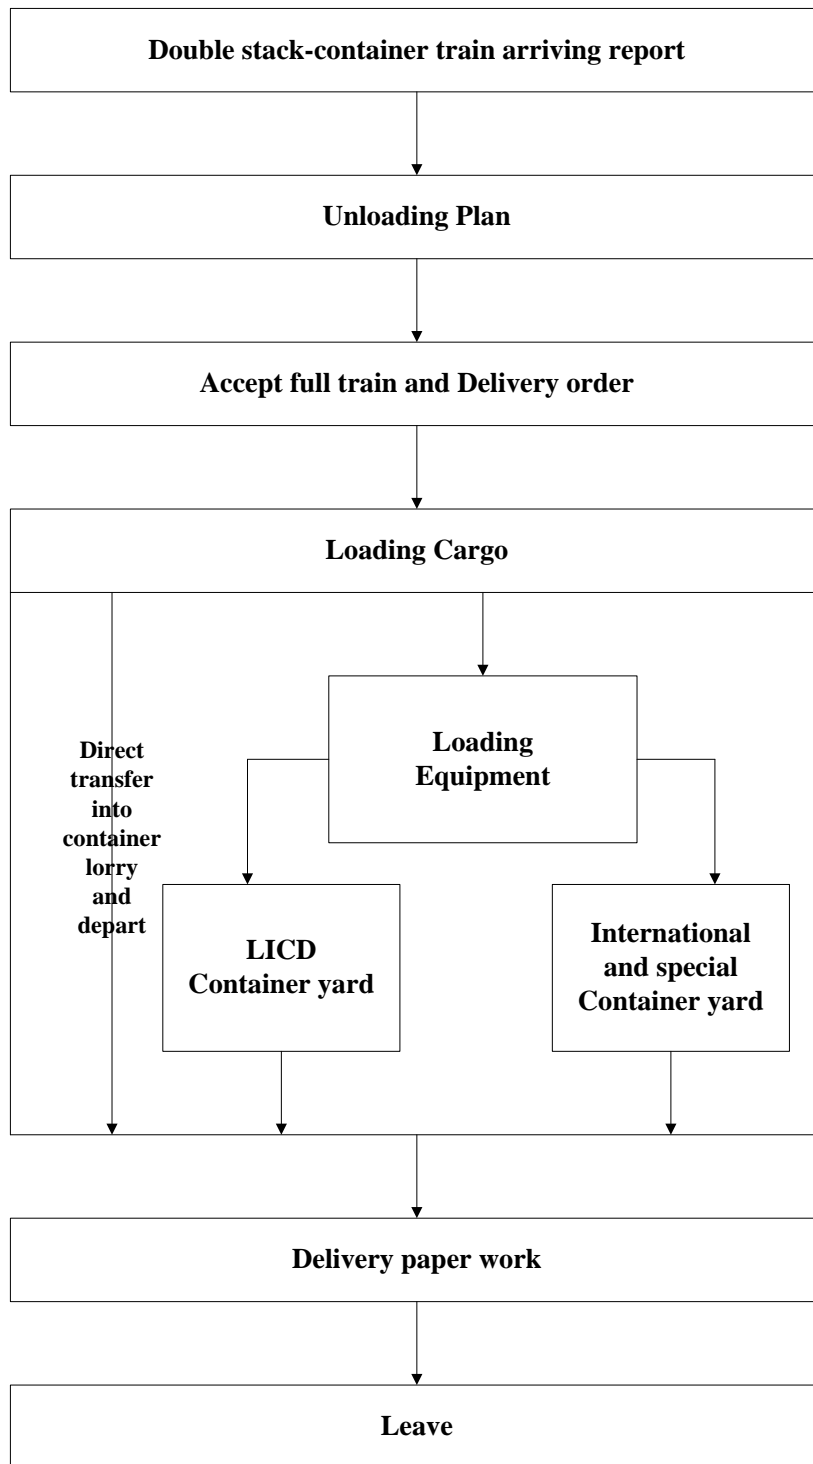 Double stack-container train arriving report
Unloading Plan
Accept full train and Delivery order
Loading Cargo
Loading
Equipment
Direct
transfer
into
container
lorry
and
depart
LICD
Container yard
International
and special
Container yard
Delivery paper work
Leave